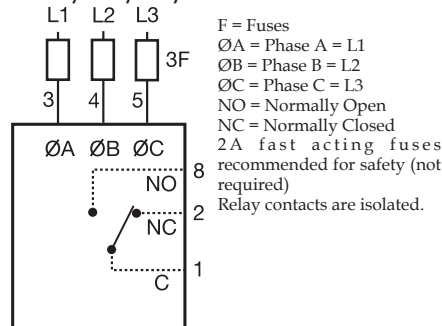 L1 L2 L3
3F
3 4 5
ØA ØB ØC
8
NO
2
NC
1
C
F = Fuses
ØA = Phase A = L1
ØB = Phase B = L2
ØC = Phase C = L3
NO = Normally Open
NC = Normally Closed
2A fast acting fuses
recommended for safety (not
required)
Relay contacts are isolated.